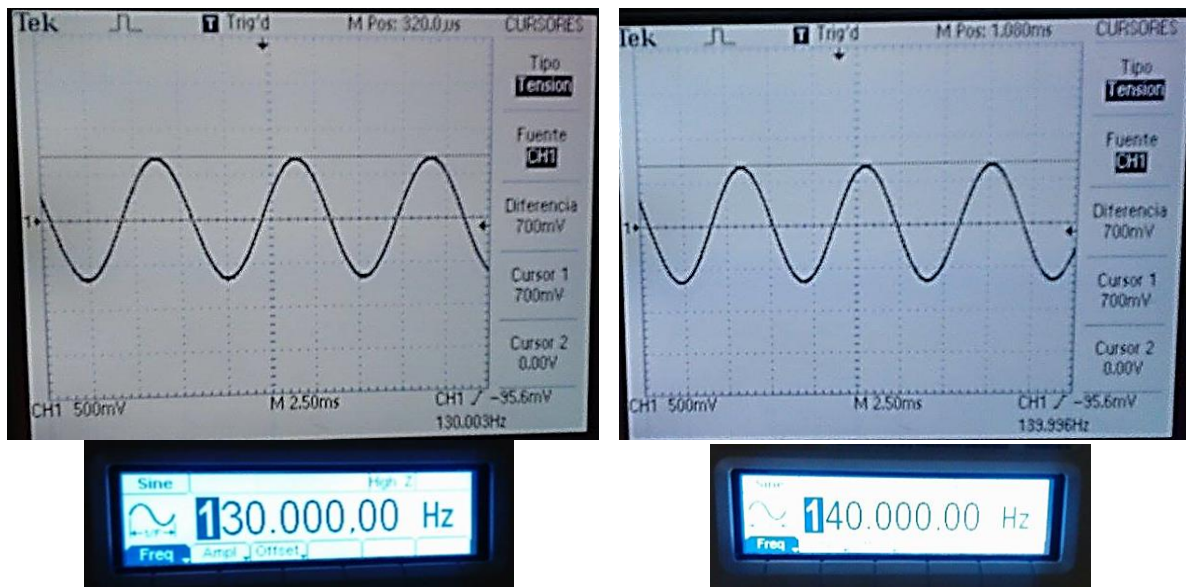 Tek Trig'd M Pos: 320.0µs CURSORES
Tipo
Tension
Fuente
CH1
Diferencia
700mV
Cursor 1
700mV
Cursor 2
0.00V
1
CH1 500mV M 2.50ms CH1 -95.6mV
130.003Hz
Tek Trig'd M Pos: 1.080ms CURSORES
Tipo
Tension
Fuente
CH1
Diferencia
700mV
Cursor 1
700mV
Cursor 2
0.00V
1
CH1 500mV M 2.50ms CH1 -95.6mV
139.996Hz
Sine High Z
130.000,00 Hz
Freq Ampl Offset
Sine
140.000.00 Hz
Freq